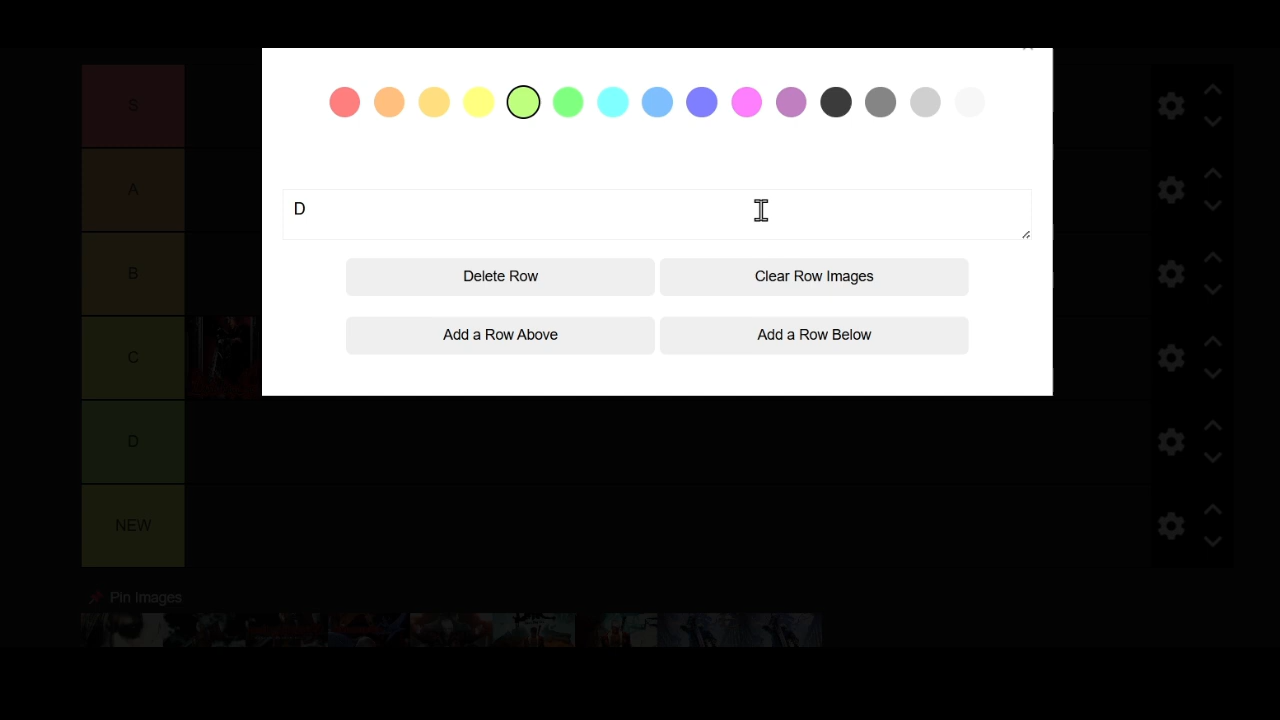 S
A
B
C
D
NEW
Pin Images
D
Delete Row
Clear Row Images
Add a Row Above
Add a Row Below